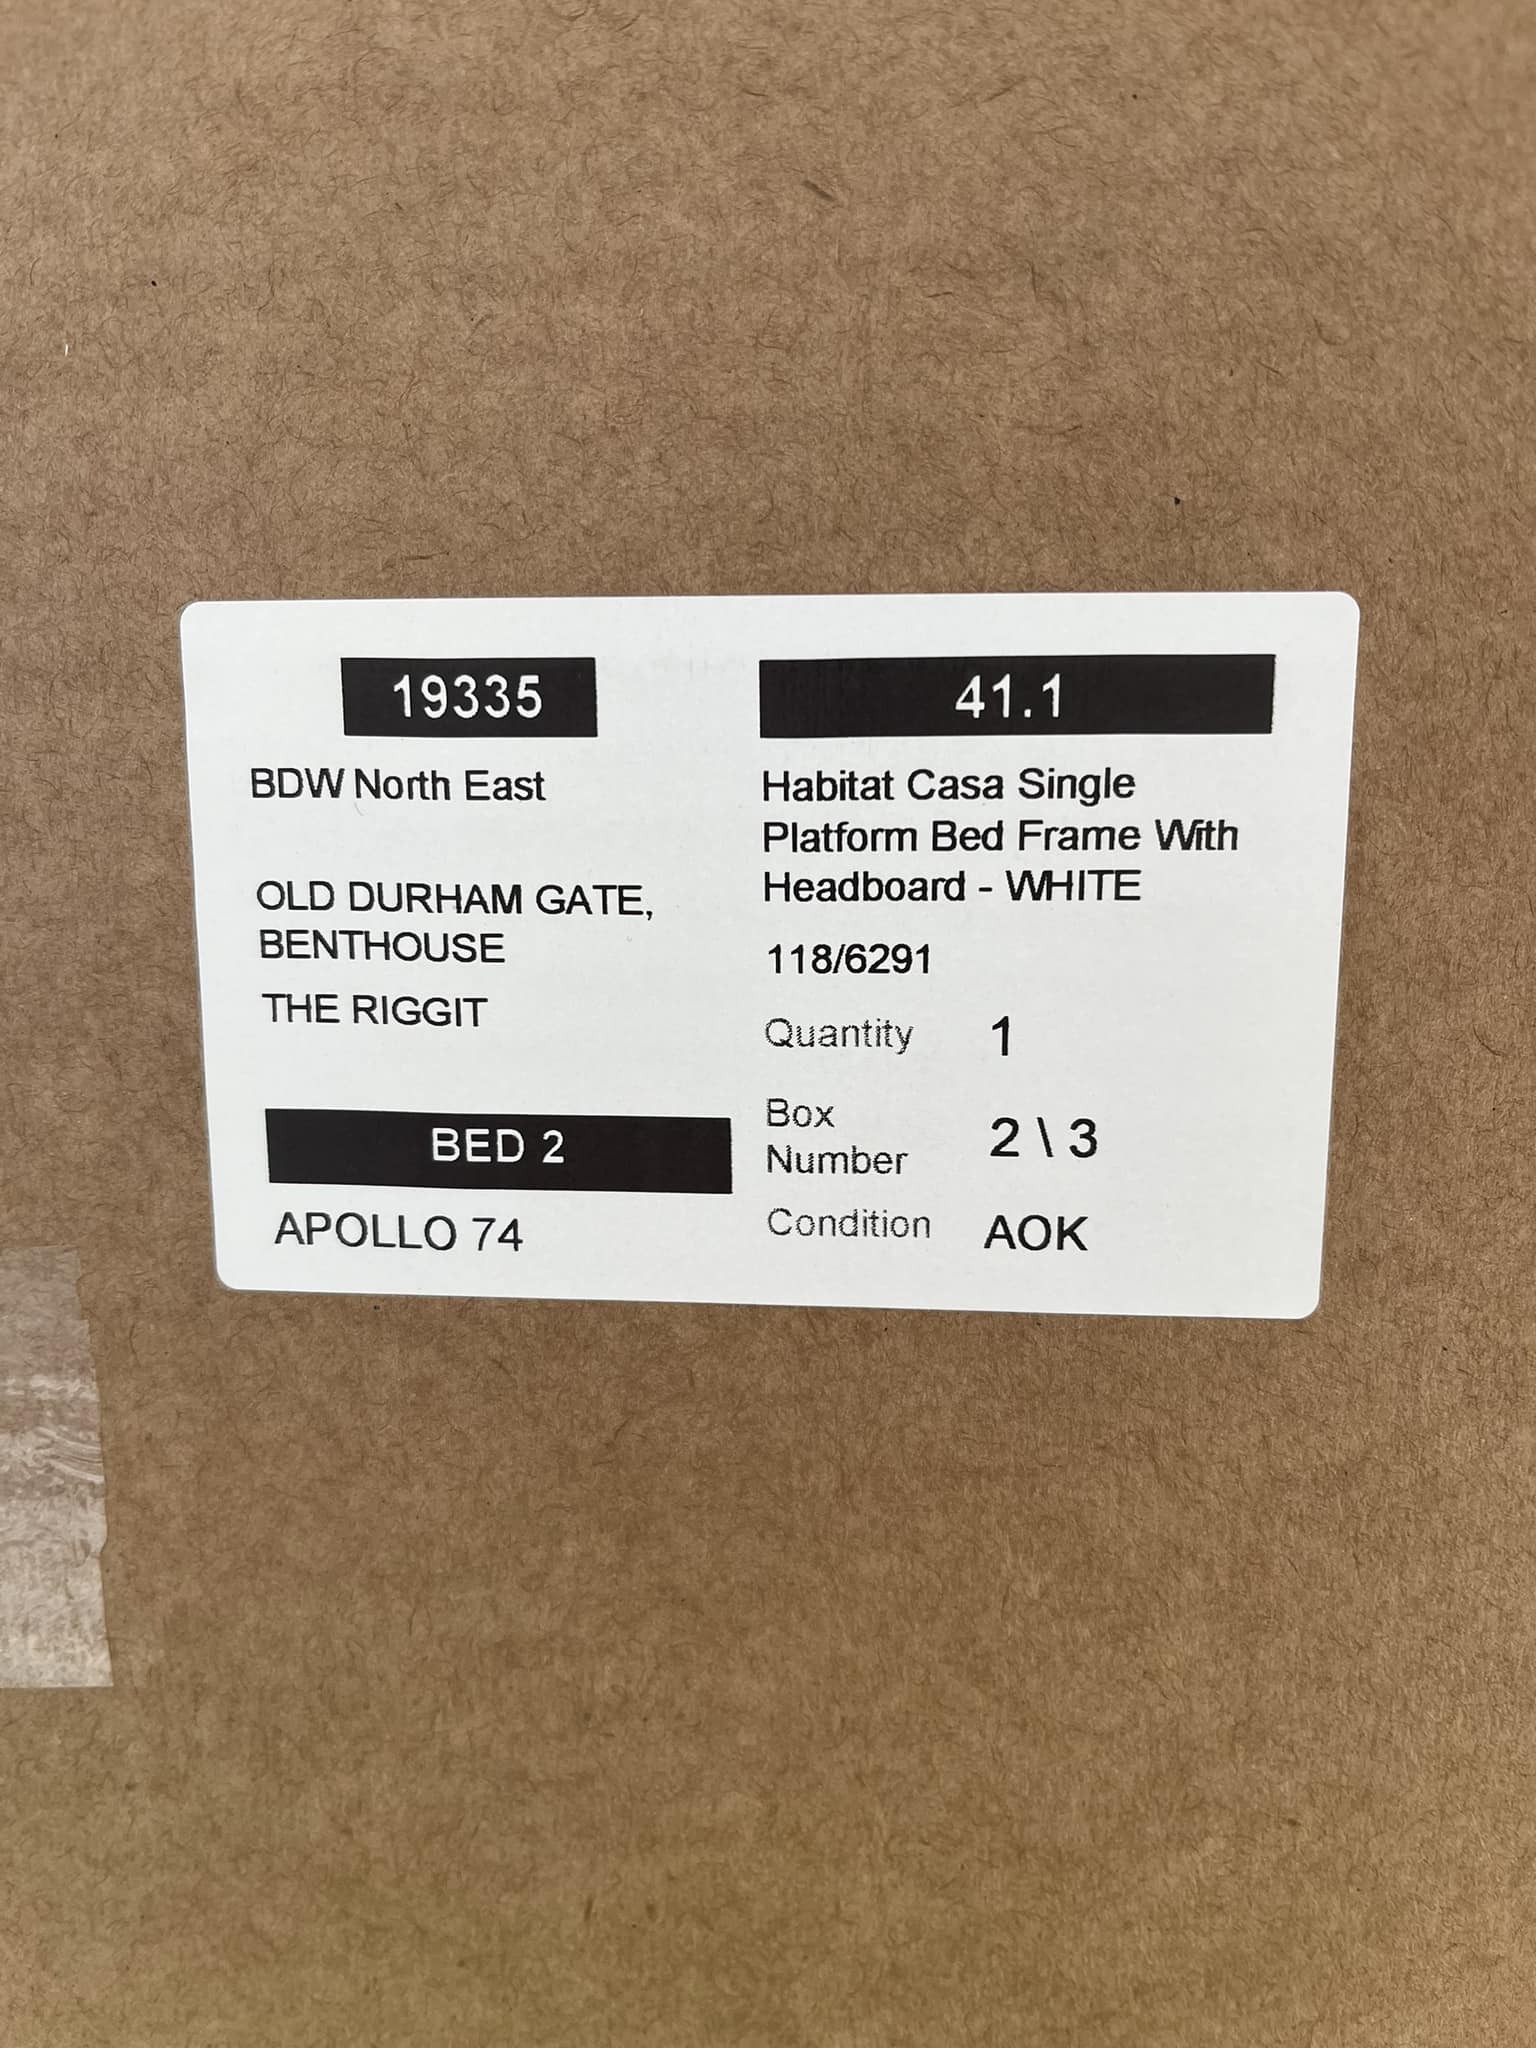 19335
BDW North East
OLD DURHAM GATE,
BENTHOUSE
THE RIGGIT
BED 2
APOLLO 74
41.1
Habitat Casa Single
Platform Bed Frame With
Headboard - WHITE
118/6291
Quantity 1
Box
Number 2 \ 3
Condition AOK